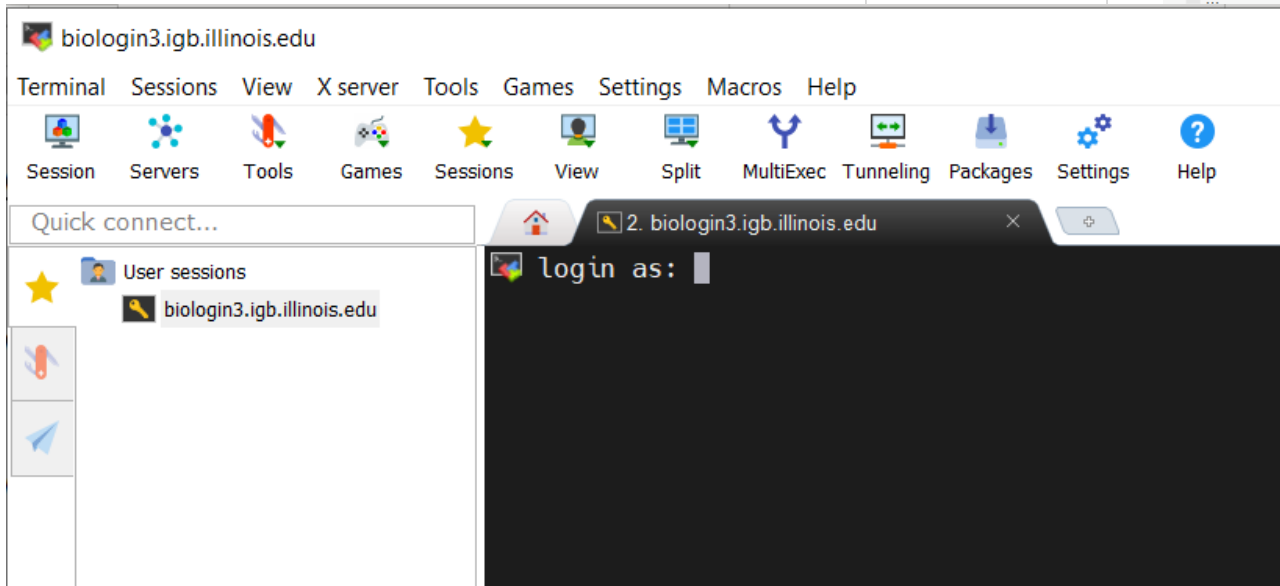 biologin3.igb.illinois.edu
Terminal Sessions View X server Tools Games Settings Macros Help
Session Servers Tools Games Sessions View Split MultiExec Tunneling Packages Settings Help
Quick connect...
2. biologin3.igb.illinois.edu
User sessions
biologin3.igb.illinois.edu
login as: